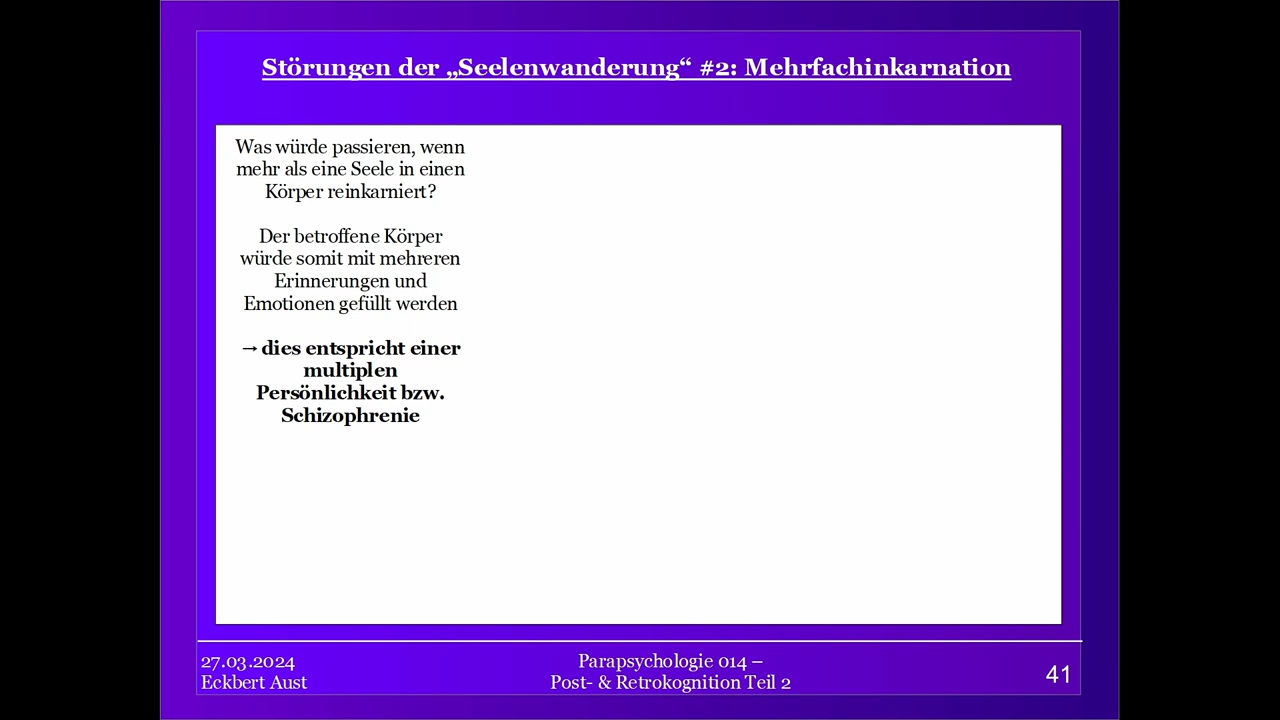 Störungen der „Seelenwanderung“ #2: Mehrfachinkarnation
Was würde passieren, wenn
mehr als eine Seele in einen
Körper reinkarniert?
Der betroffene Körper
würde somit mit mehreren
Erinnerungen und
Emotionen gefüllt werden
→ dies entspricht einer
multiplen
Persönlichkeit bzw.
Schizophrenie
27.03.2024
Eckbert Aust
Parapsychologie 014 –
Post- & Retrokognition Teil 2
41